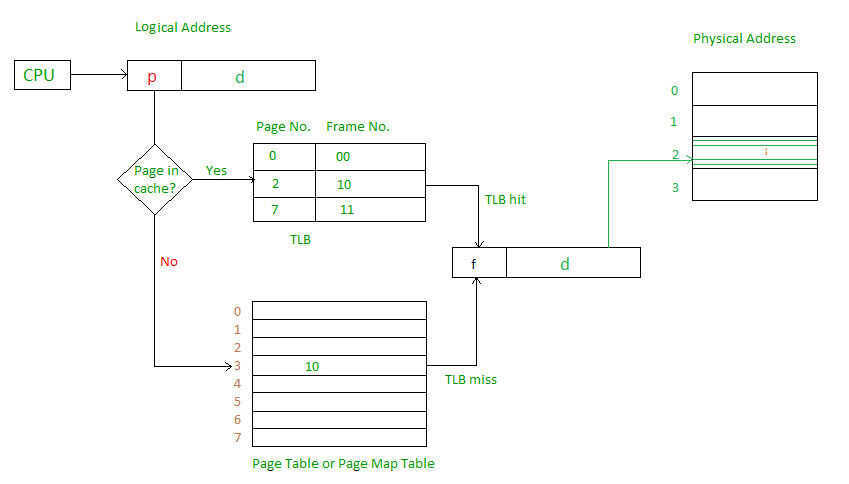 Logical Address
Physical Address
CPU
p d
0
1
2 i
3
Page in
cache?
Yes
No
Page No. Frame No.
0 00
2 10
7 11
TLB
TLB hit
f d
TLB miss
0
1
2
3 10
4
5
6
7
Page Table or Page Map Table